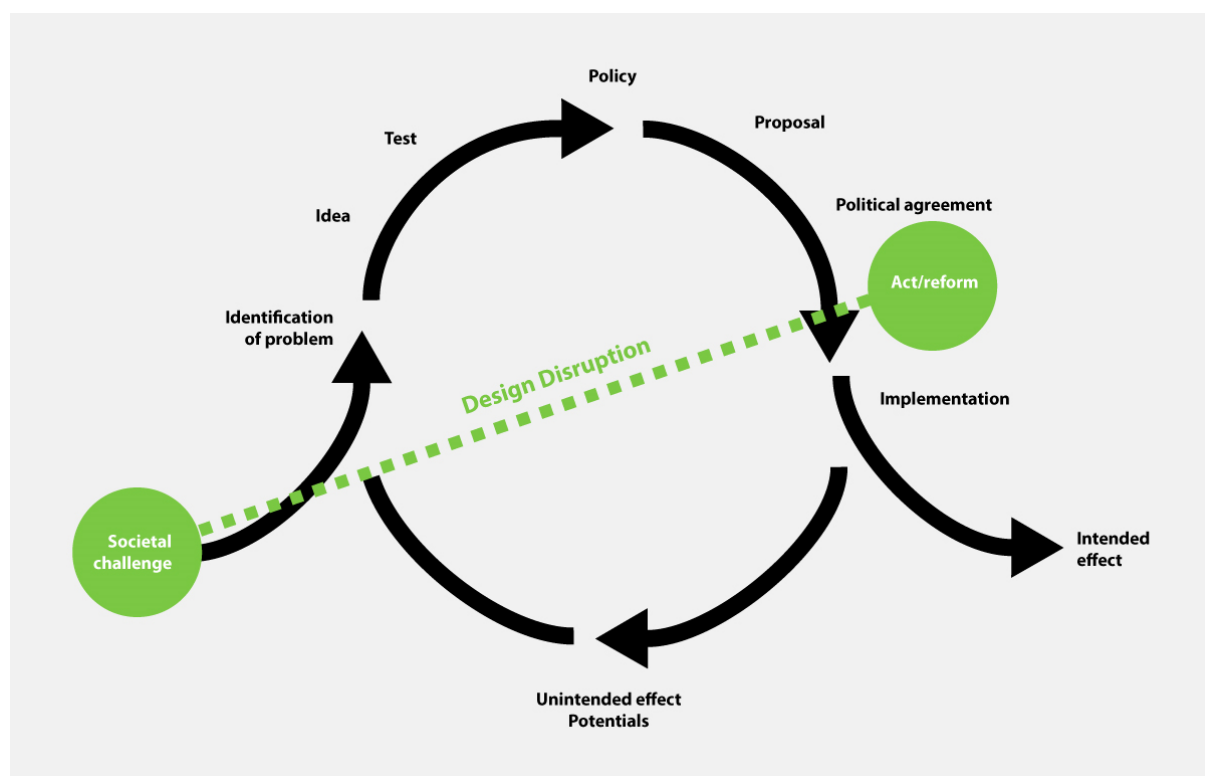 Policy
Proposal
Test
Political agreement
Idea
Act/reform
Identification
of problem
Design Disruption
Implementation
Societal
challenge
Intended
effect
Unintended effect
Potentials